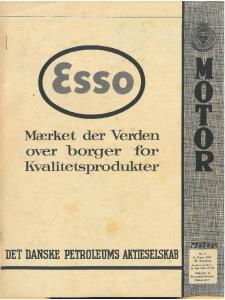 Esso
Mærket der Verden
over borger for
Kvalitetsprodukter
DET DANSKE PETROLEUMS AKTIESELSKAB
MOTOR